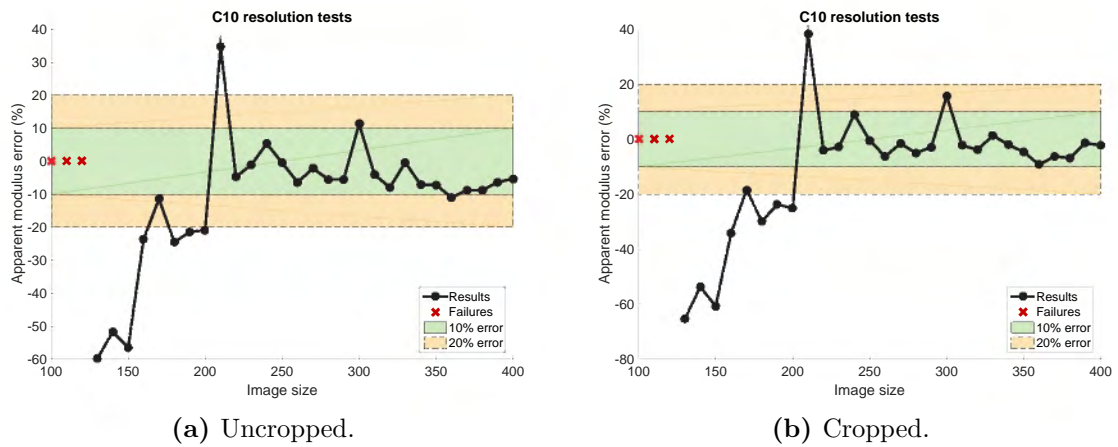 C10 resolution tests
Apparent modulus error (%)
40
30
20
10
0
-10
-20
-30
-40
-50
-60
100
150
200
250
300
350
400
Image size
Results
Failures
10% error
20% error
(a) Uncropped.
C10 resolution tests
Apparent modulus error (%)
40
20
0
-20
-40
-60
-80
100
150
200
250
300
350
400
Image size
Results
Failures
10% error
20% error
(b) Cropped.